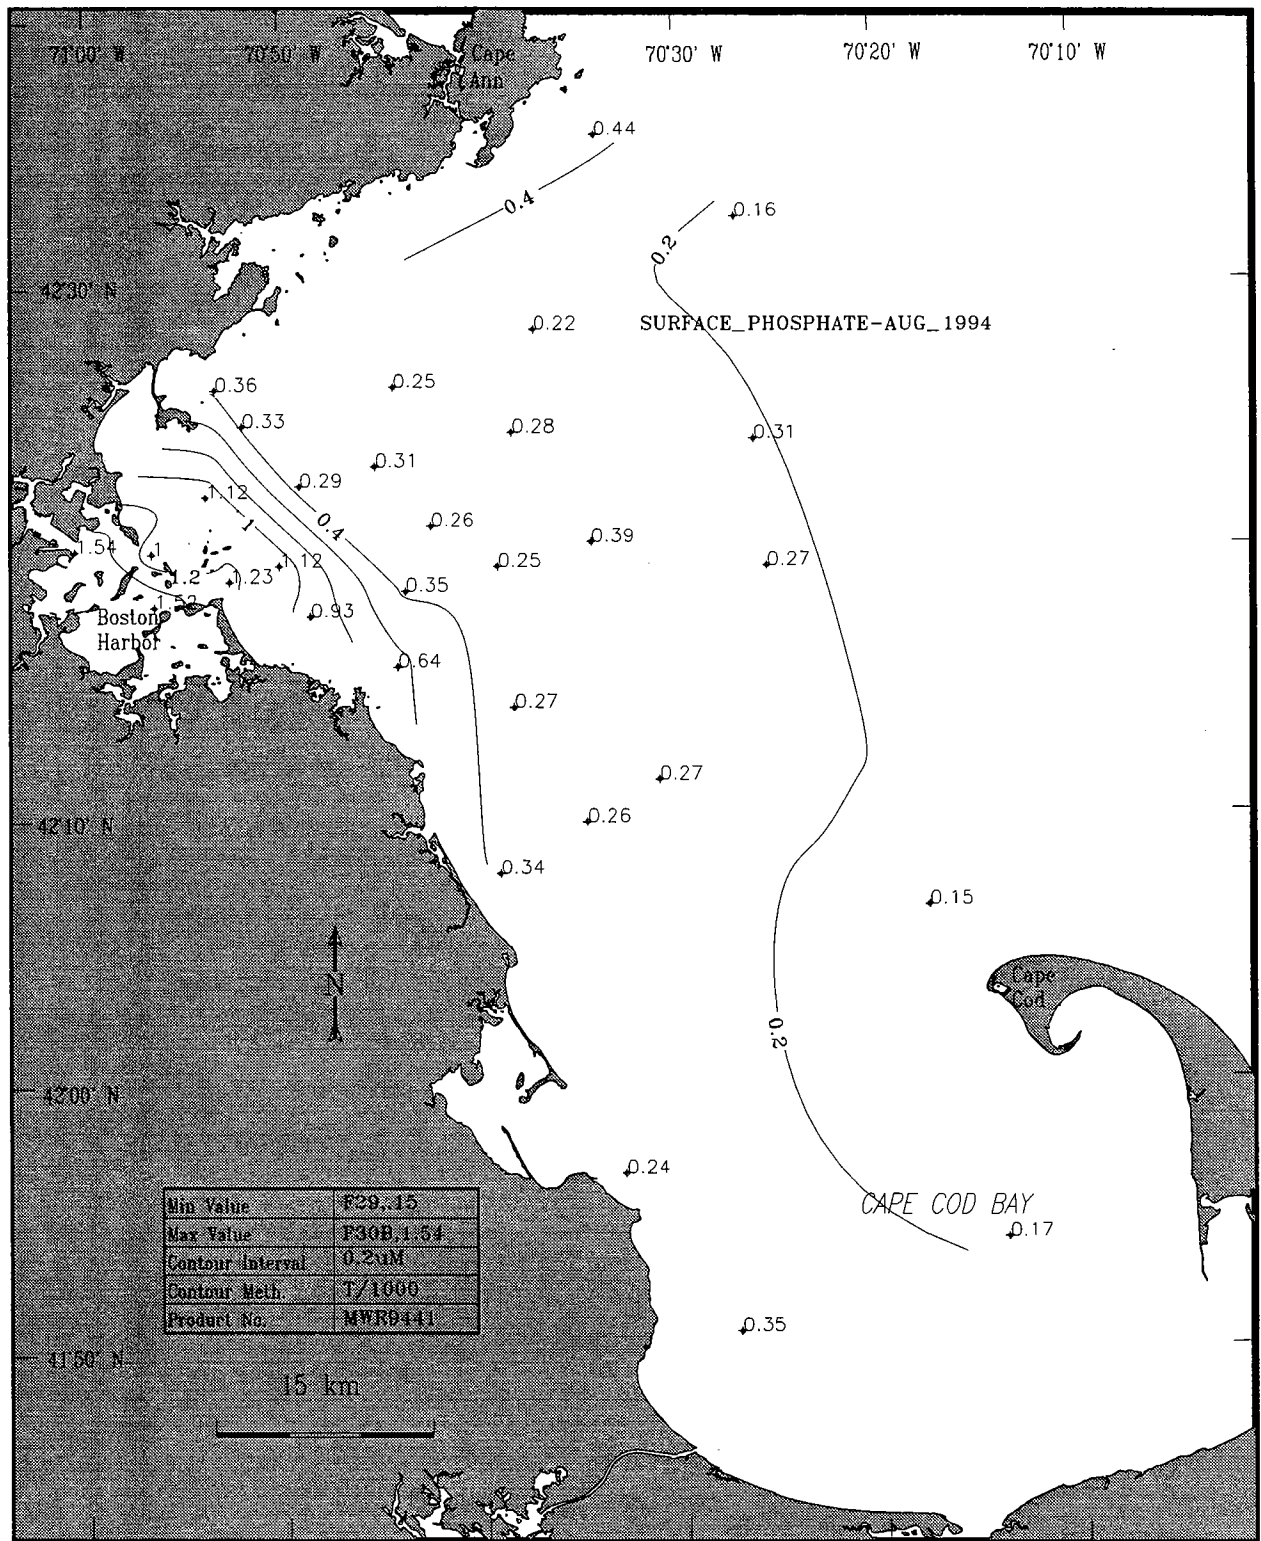 71°00' W
70°50' W
70°30' W
70°20' W
70°10' W
Cape
Ann
0.44
0.4
0.16
0.2
42°30' N
0.22
SURFACE_PHOSPHATE-AUG_1994
0.36
0.25
0.33
0.28
0.31
0.31
0.29
1.12
0.4
0.26
1
0.39
1.54
1
1.12
0.25
0.27
1.2
1.23
0.35
1.52
0.93
Boston
Harbor
0.64
0.27
0.27
0.26
42°10' N
0.34
0.15
N
Cape
Cod
0.2
42°00' N
0.24
Min Value F29,.15
Max Value F30B,1.54
Contour Interval 0.2uM
Contour Meth. T/1000
Product No. MWR9441
CAPE COD BAY
0.17
0.35
41°50' N
15 km